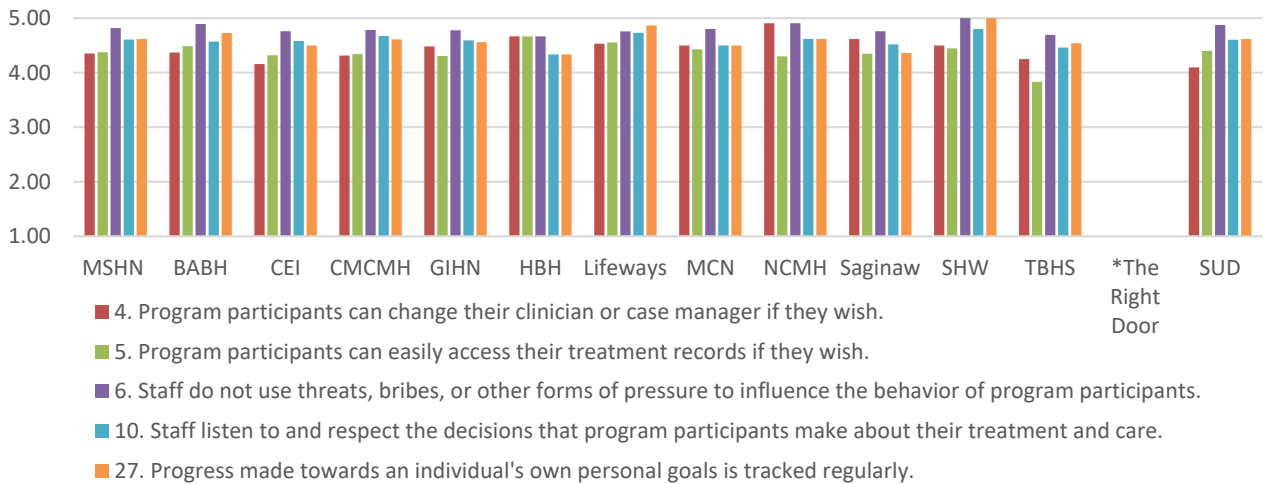 5.00
4.00
3.00
2.00
1.00
MSHN BABH CEI CMCMH GIHN HBH Lifeways MCN NCMH Saginaw SHW TBHS *The Right Door SUD
4. Program participants can change their clinician or case manager if they wish.
5. Program participants can easily access their treatment records if they wish.
6. Staff do not use threats, bribes, or other forms of pressure to influence the behavior of program participants.
10. Staff listen to and respect the decisions that program participants make about their treatment and care.
27. Progress made towards an individual's own personal goals is tracked regularly.